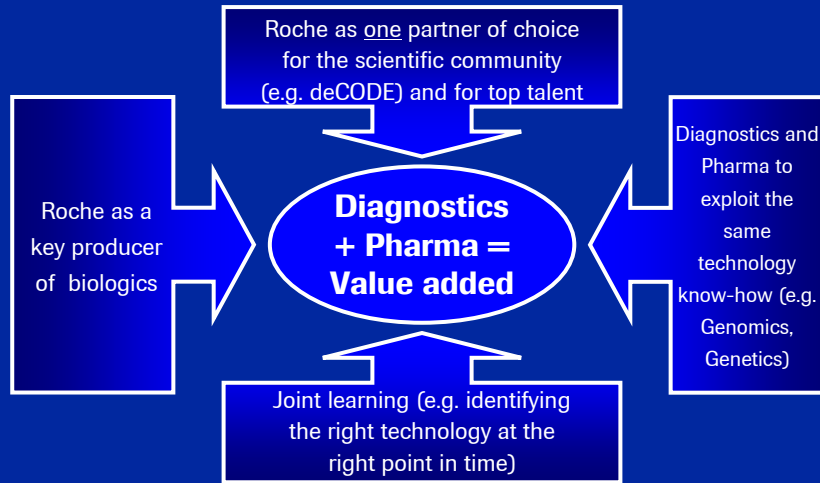 Roche as one partner of choice
for the scientific community
(e.g. deCODE) and for top talent
Roche as a
key producer
of biologics
Diagnostics
+ Pharma =
Value added
Diagnostics and
Pharma to
exploit the
same
technology
know-how (e.g.
Genomics,
Genetics)
Joint learning (e.g. identifying
the right technology at the
right point in time)